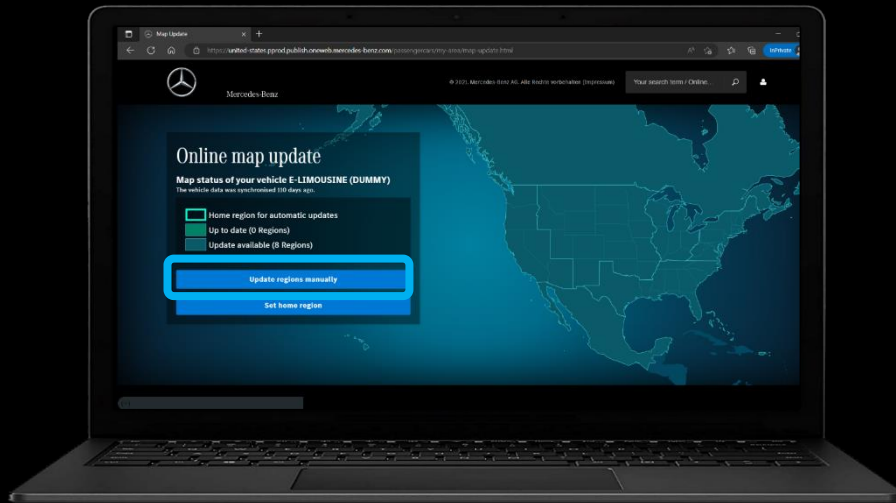 Map Update
https://united-states.pprod.publish.oneweb.mercedes-benz.com/passengercars/my-area/map-update.html
InPrivate
Mercedes-Benz
© 2021. Mercedes-Benz AG. Alle Rechte vorbehalten (Impressum)
Your search term / Online...
Online map update
Map status of your vehicle E-LIMOUSINE (DUMMY)
The vehicle data was synchronised 110 days ago.
Home region for automatic updates
Up to date (0 Regions)
Update available (8 Regions)
Update regions manually
Set home region